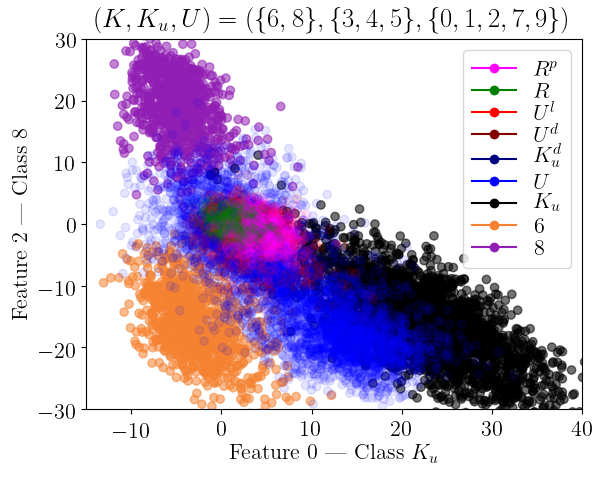 (K, K_u, U) = ({6, 8}, {3, 4, 5}, {0, 1, 2, 7, 9})
30
20
10
0
−10
−20
−30
Feature 2 — Class 8
R^p
R
U^l
U^d
K_u^d
U
K_u
6
8
−10 0 10 20 30 40
Feature 0 — Class K_u